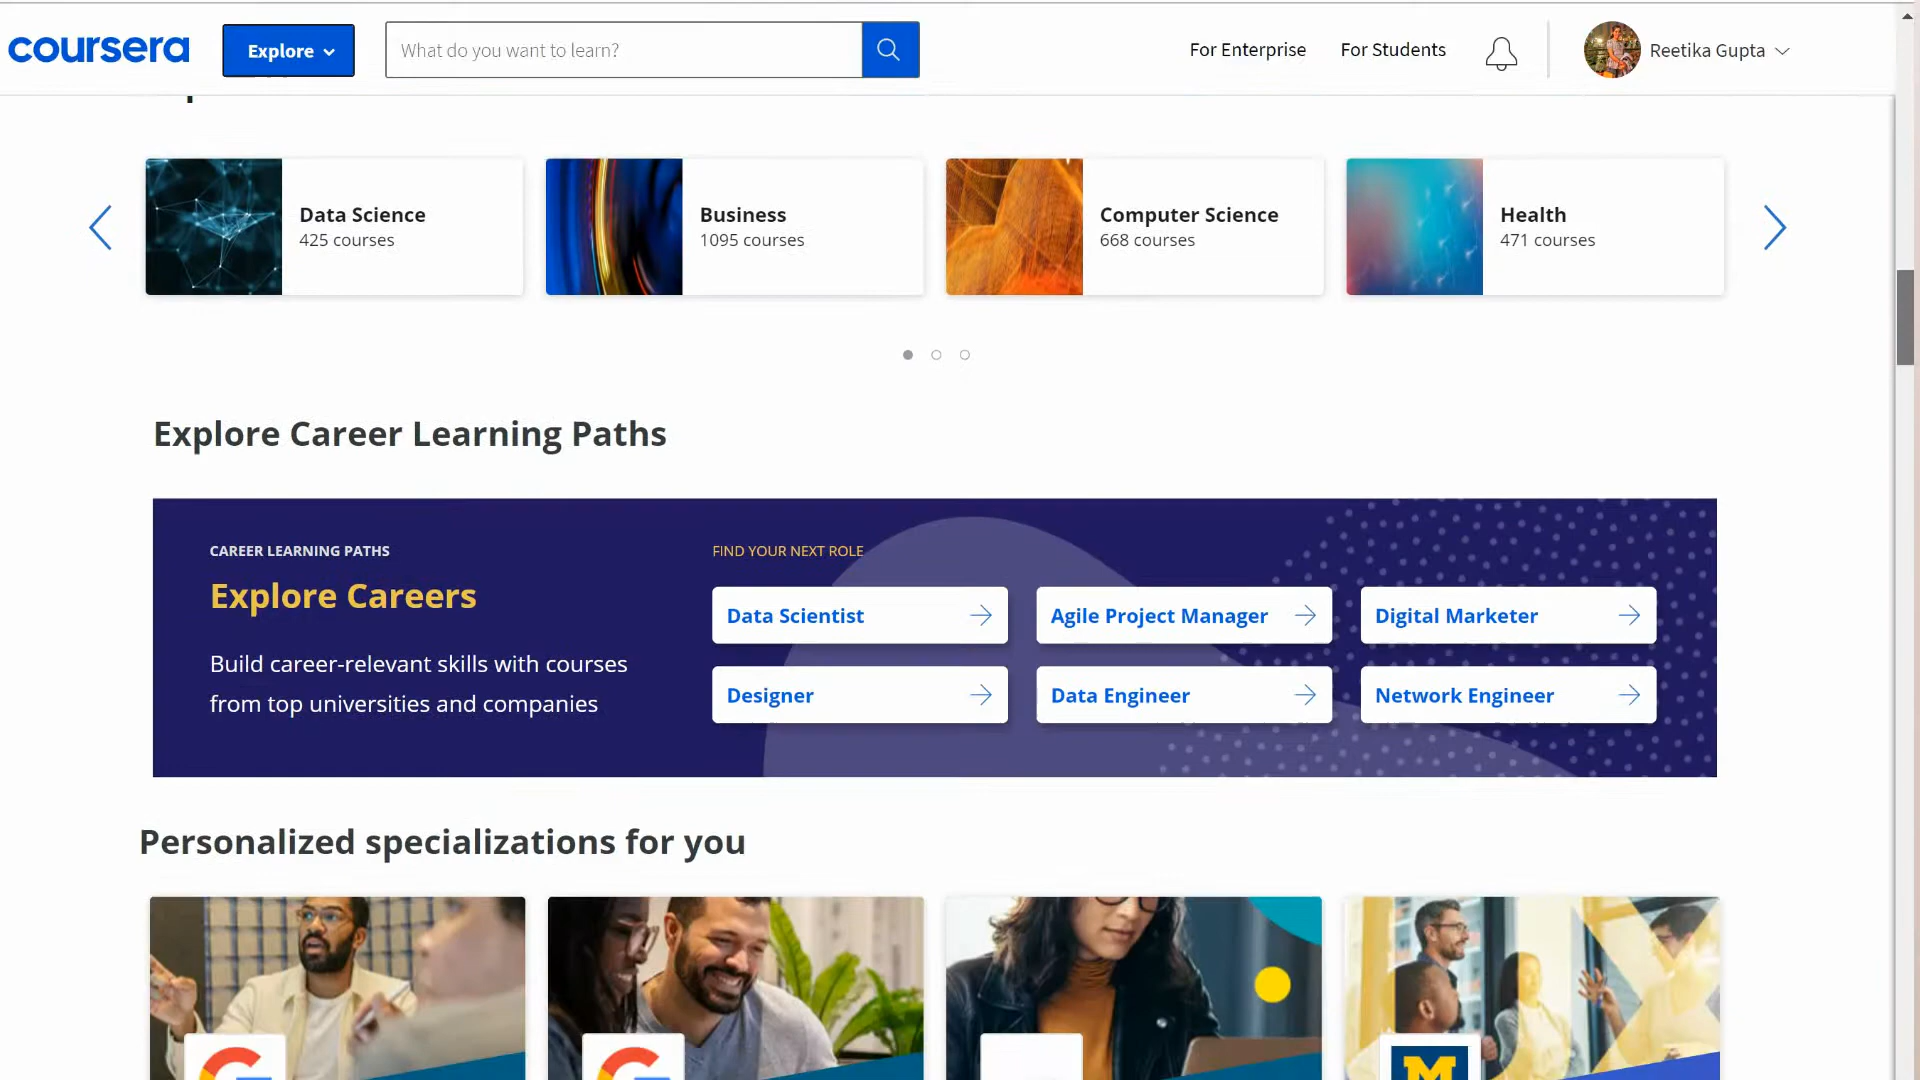 coursera
Explore
What do you want to learn?
For Enterprise
For Students
Reetika Gupta
Data Science
425 courses
Business
1095 courses
Computer Science
668 courses
Health
471 courses
Explore Career Learning Paths
CAREER LEARNING PATHS
Explore Careers
Build career-relevant skills with courses
from top universities and companies
FIND YOUR NEXT ROLE
Data Scientist
Agile Project Manager
Digital Marketer
Designer
Data Engineer
Network Engineer
Personalized specializations for you